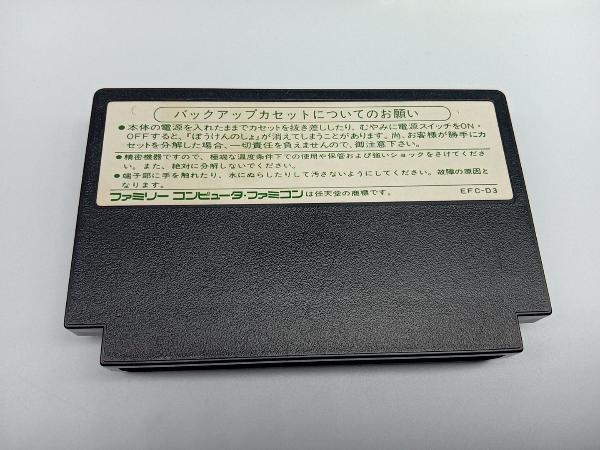 バックアップカセットについてのお願い
●本体の電源を入れたままでカセットを抜き差ししたり、むやみに電源スイッチをON・
OFFすると、『ぼうけんのしょ』が消えてしまうことがあります。尚、お客様が勝手にカ
セットを分解した場合、一切責任を負えませんので、御注意下さい。
●精密機器ですので、極端な温度条件下での使用や保管および強いショックをさけてくださ
い。また、絶対に分解しないでください。
●端子部に手を触れたり、水にぬらしたりして汚さないようにしてください。故障の原因と
なります。
ファミリーコンピュータ・ファミコンは任天堂の商標です。 EFC-D3